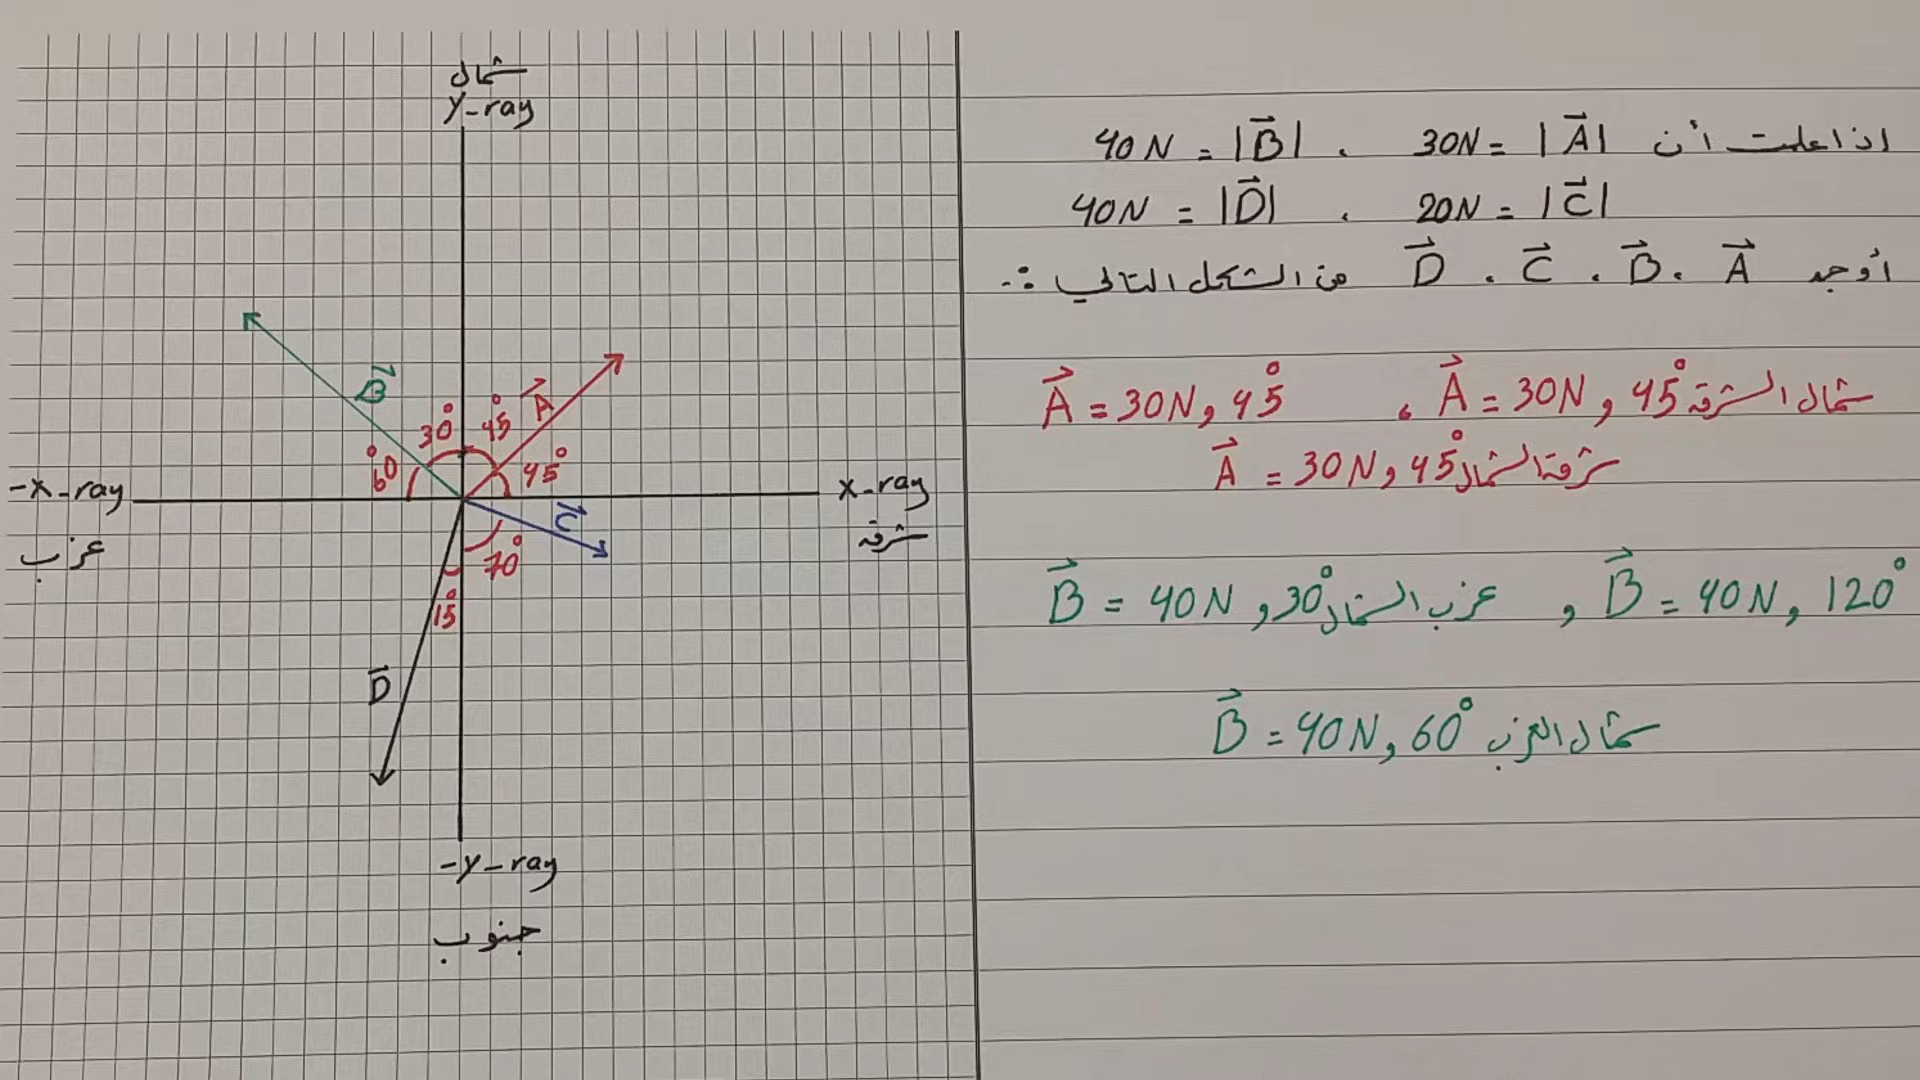 شمال
y-ray
B⃗
30°
45°
A⃗
60°
45°
-x-ray
x-ray
غرب
شرق
C⃗
70°
15°
D⃗
-y-ray
جنوب
اذا علمت أن |A⃗| = 30N ، |B⃗| = 40N
|C⃗| = 20N ، |D⃗| = 40N
أوجد A⃗ ، B⃗ ، C⃗ ، D⃗ من الشكل التالي :-
A⃗ = 30N, 45° ، A⃗ = 30N, 45° شمال الشرق
A⃗ = 30N, 45° شرق الشمال
B⃗ = 40N, 30° غرب الشمال , B⃗ = 40N, 120°
B⃗ = 40N, 60° شمال الغرب